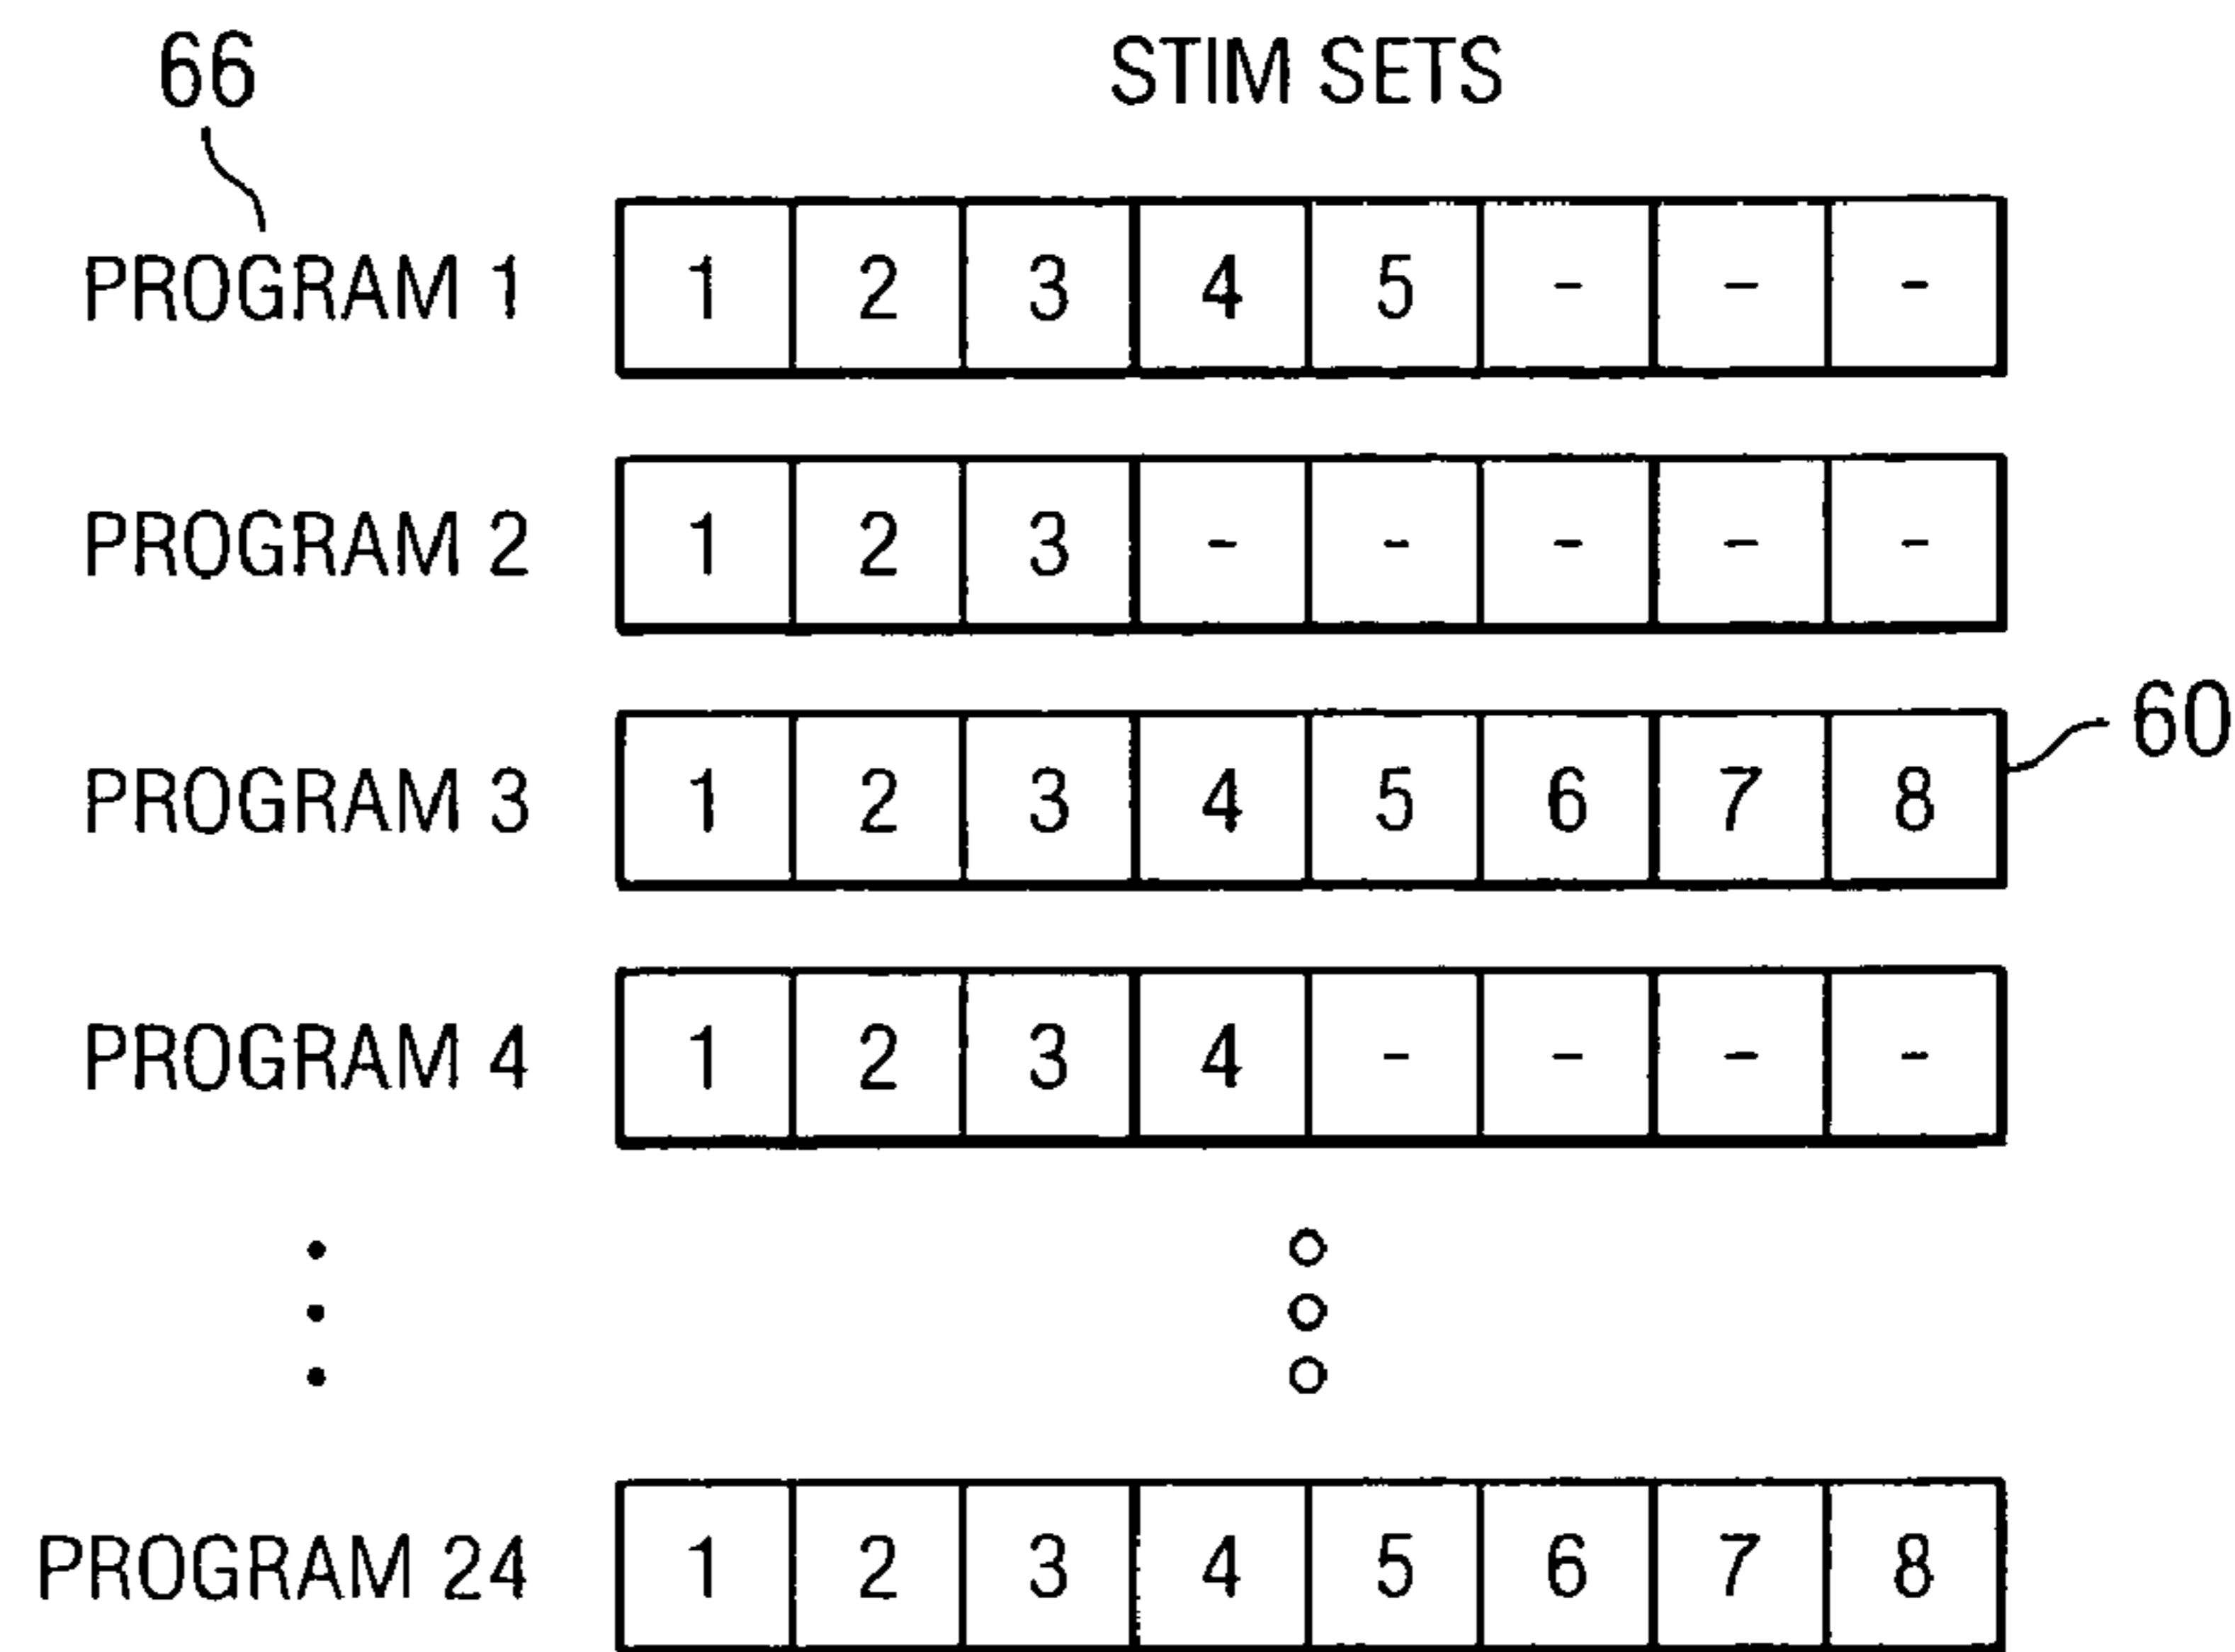 66
STIM SETS
PROGRAM 1 1 2 3 4 5 - - -
PROGRAM 2 1 2 3 - - - - -
60
PROGRAM 3 1 2 3 4 5 6 7 8
PROGRAM 4 1 2 3 4 - - - -
PROGRAM 24 1 2 3 4 5 6 7 8